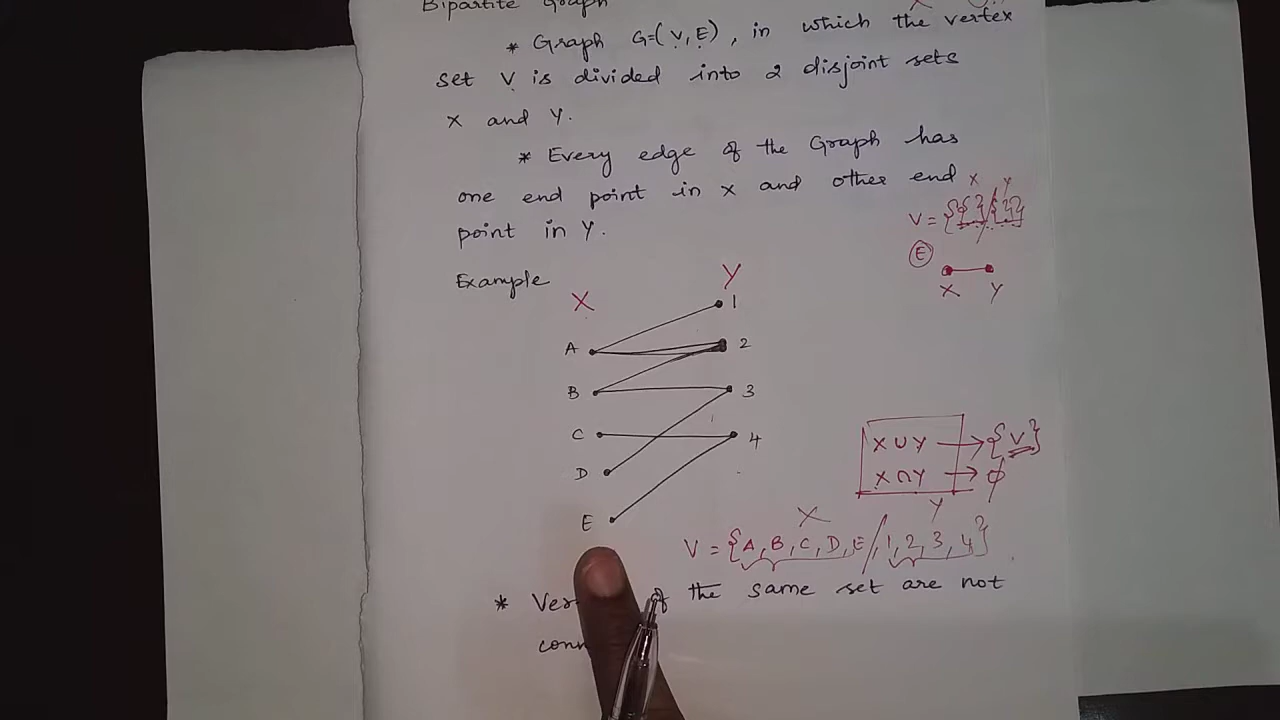 Bipartite Graph
* Graph G=(V,E), in which the vertex
set V is divided into 2 disjoint sets
X and Y.
* Every edge of the Graph has
one end point in X and other end
point in Y.
X Y
V = {{ }/{ }}
E
X Y
Example
X Y
1
A 2
B 3
C 4
D
E
X ∪ Y → {V}
X ∩ Y → ϕ
X Y
V = {A, B, C, D, E/, 1, 2, 3, 4}
* of the same set are not